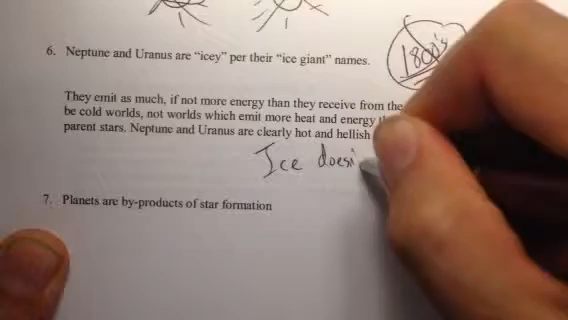 1800's
6. Neptune and Uranus are “icey” per their “ice giant” names.
They emit as much, if not more energy than they receive from the
be cold worlds, not worlds which emit more heat and energy
parent stars. Neptune and Uranus are clearly hot and hellish
Ice doesn
7. Planets are by-products of star formation